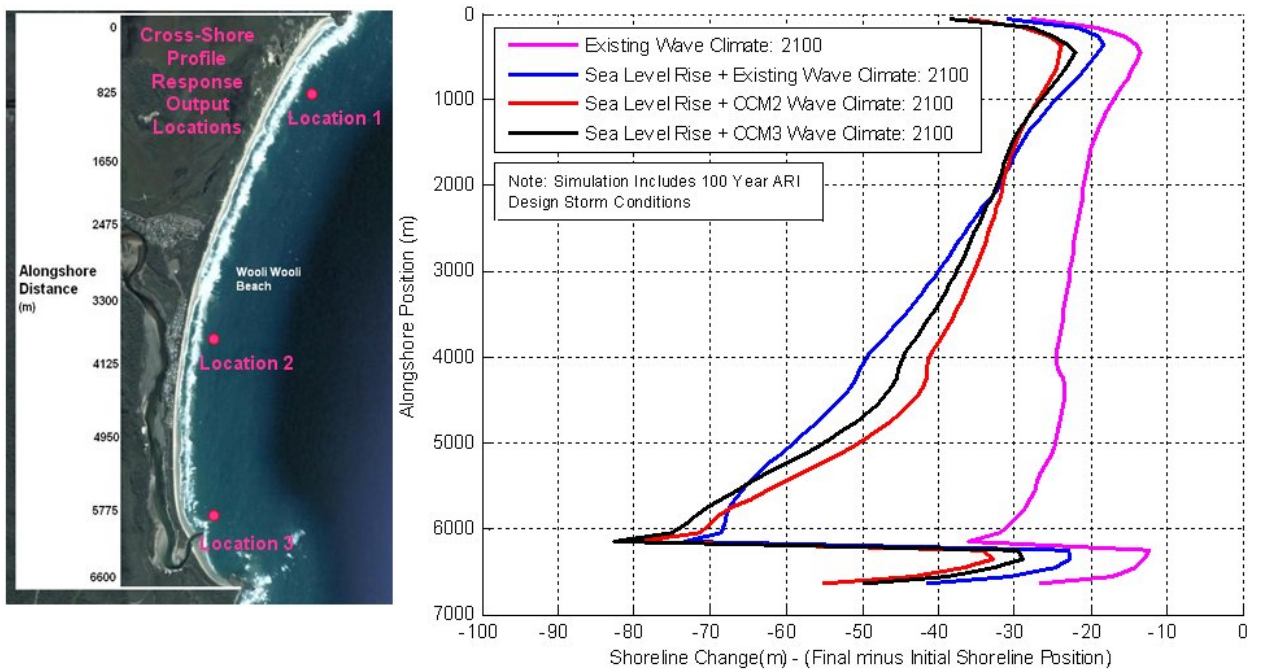 Cross-Shore
Profile
Response
Output
Locations
Location 1
Wooli Wooli
Beach
Location 2
Location 3
Alongshore
Distance
(m)
0
825
1650
2475
3300
4125
4950
5775
6600
Existing Wave Climate: 2100
Sea Level Rise + Existing Wave Climate: 2100
Sea Level Rise + CCM2 Wave Climate: 2100
Sea Level Rise + CCM3 Wave Climate: 2100
Note: Simulation Includes 100 Year ARI
Design Storm Conditions
Alongshore Position (m)
0
1000
2000
3000
4000
5000
6000
7000
-100 -90 -80 -70 -60 -50 -40 -30 -20 -10 0
Shoreline Change(m) - (Final minus Initial Shoreline Position)